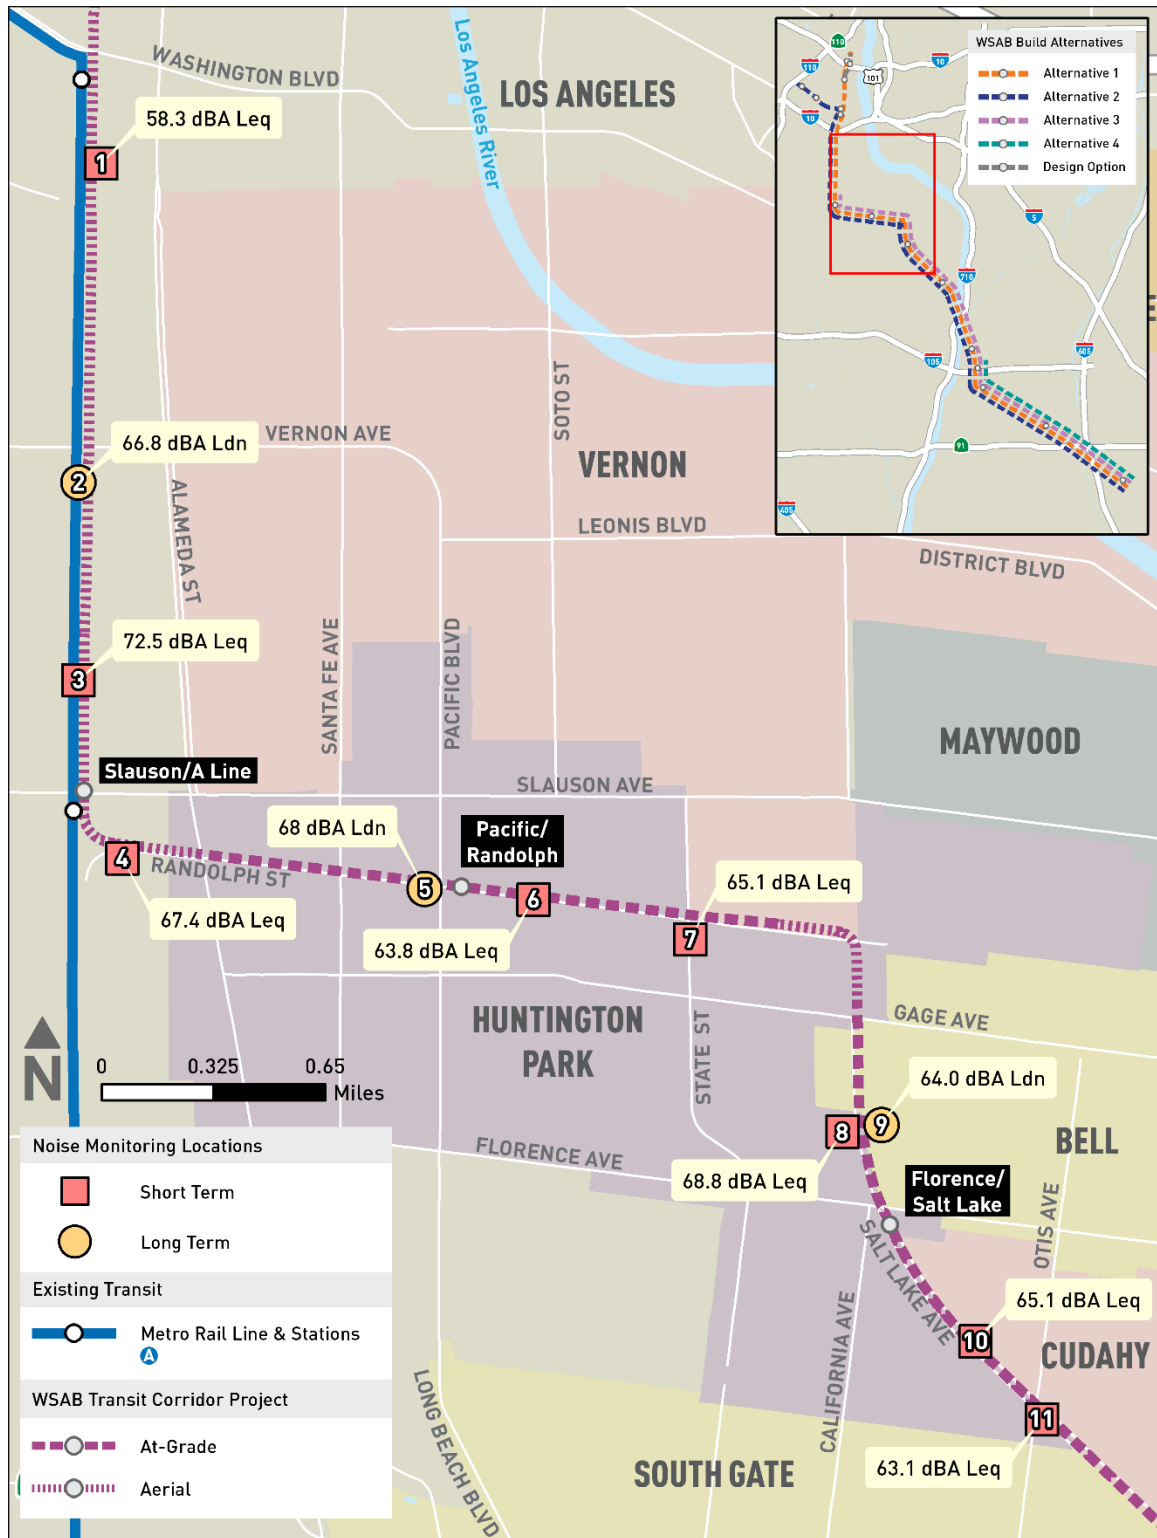 WASHINGTON BLVD
Los Angeles River
LOS ANGELES
58.3 dBA Leq
1
WSAB Build Alternatives
Alternative 1
Alternative 2
Alternative 3
Alternative 4
Design Option
110
110
10
101
10
5
710
105
605
91
405
VERNON AVE
66.8 dBA Ldn
2
SOTO ST
VERNON
ALAMEDA ST
LEONIS BLVD
DISTRICT BLVD
72.5 dBA Leq
3
SANTA FE AVE
PACIFIC BLVD
MAYWOOD
Slauson/A Line
SLAUSON AVE
68 dBA Ldn
Pacific/
Randolph
4
RANDOLPH ST
5
6
65.1 dBA Leq
67.4 dBA Leq
63.8 dBA Leq
7
HUNTINGTON
PARK
GAGE AVE
STATE ST
N
0 0.325 0.65
Miles
64.0 dBA Ldn
8
9
BELL
FLORENCE AVE
68.8 dBA Leq
Florence/
Salt Lake
OTIS AVE
SALT LAKE AVE
CALIFORNIA AVE
65.1 dBA Leq
10
CUDAHY
11
63.1 dBA Leq
SOUTH GATE
LONG BEACH BLVD
Noise Monitoring Locations
Short Term
Long Term
Existing Transit
Metro Rail Line & Stations
A
WSAB Transit Corridor Project
At-Grade
Aerial